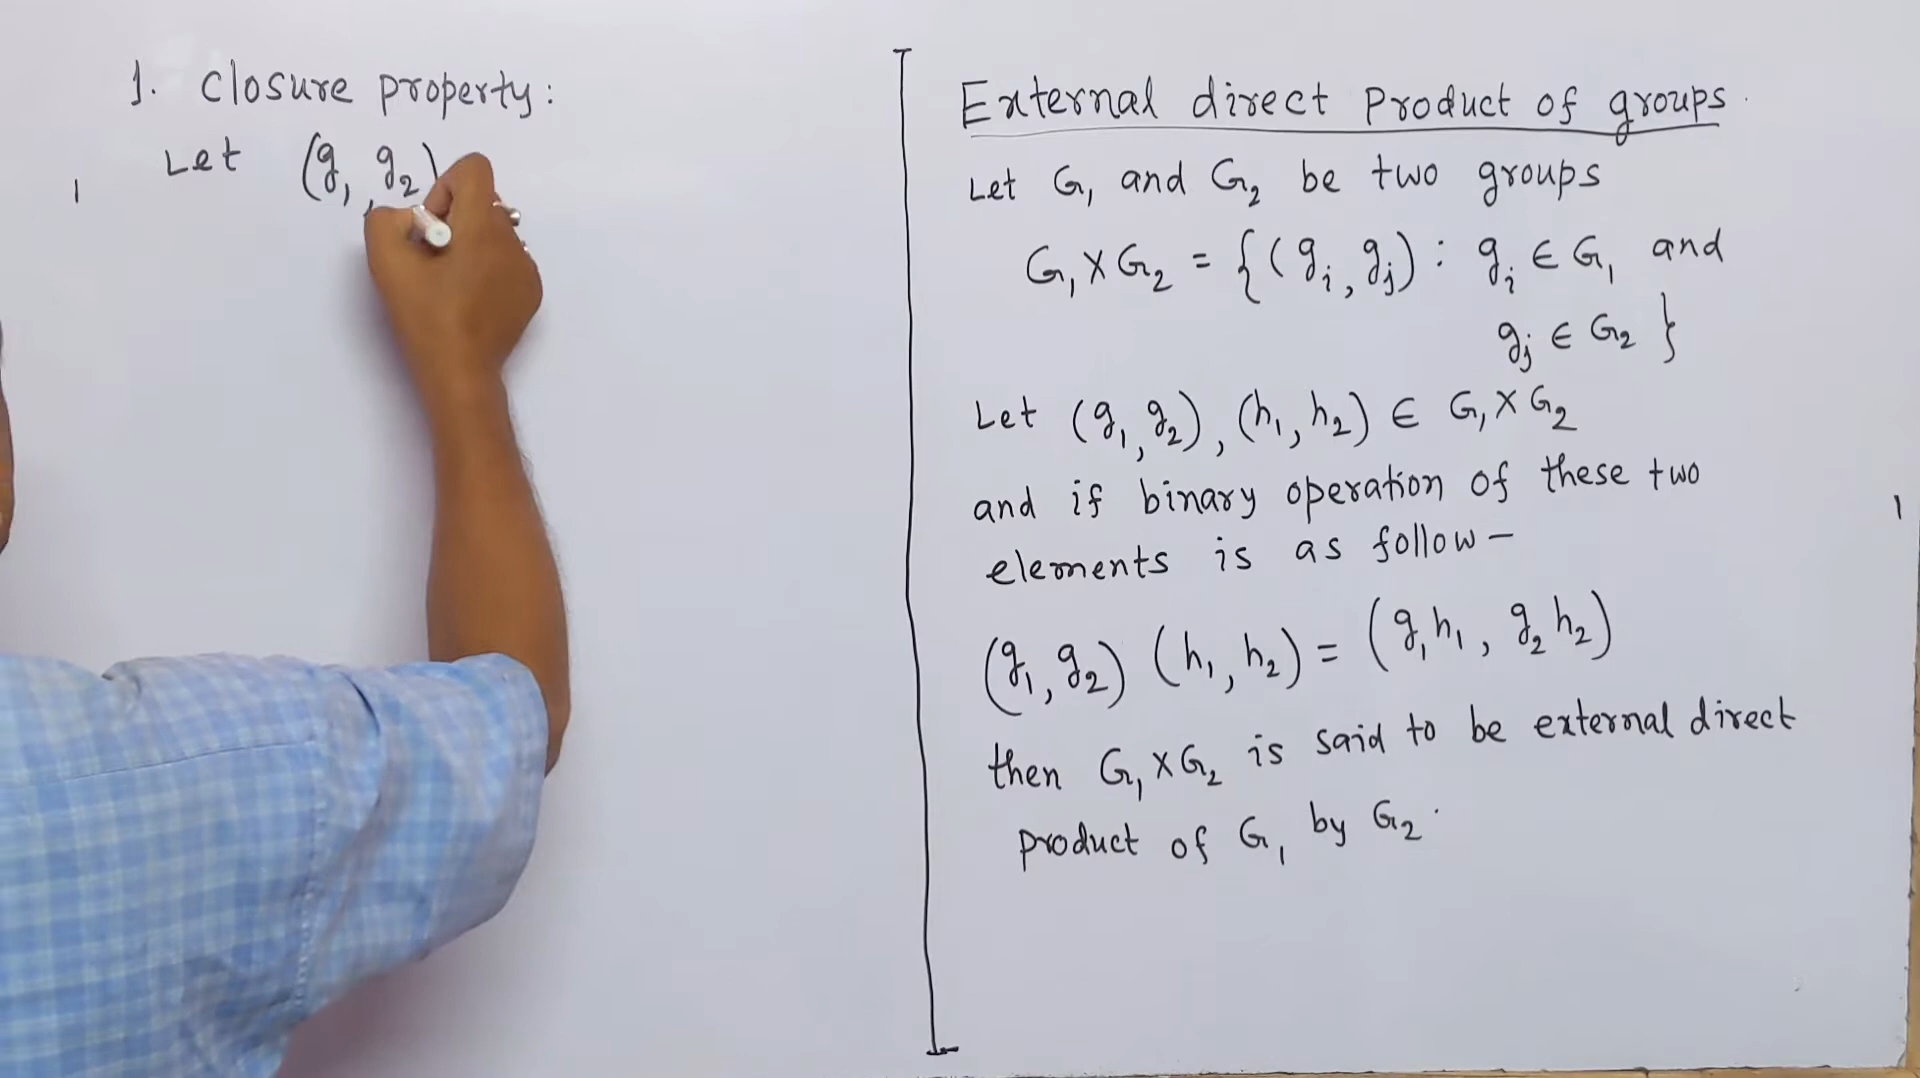 1. Closure property:
Let (g₁, g₂)
External direct product of groups.
Let G₁ and G₂ be two groups
G₁ × G₂ = {(gᵢ, gⱼ) : gᵢ ∈ G₁ and
gⱼ ∈ G₂ }
Let (g₁, g₂), (h₁, h₂) ∈ G₁ × G₂
and if binary operation of these two
elements is as follow –
(g₁, g₂) (h₁, h₂) = (g₁h₁, g₂h₂)
then G₁ × G₂ is said to be external direct
product of G₁ by G₂.